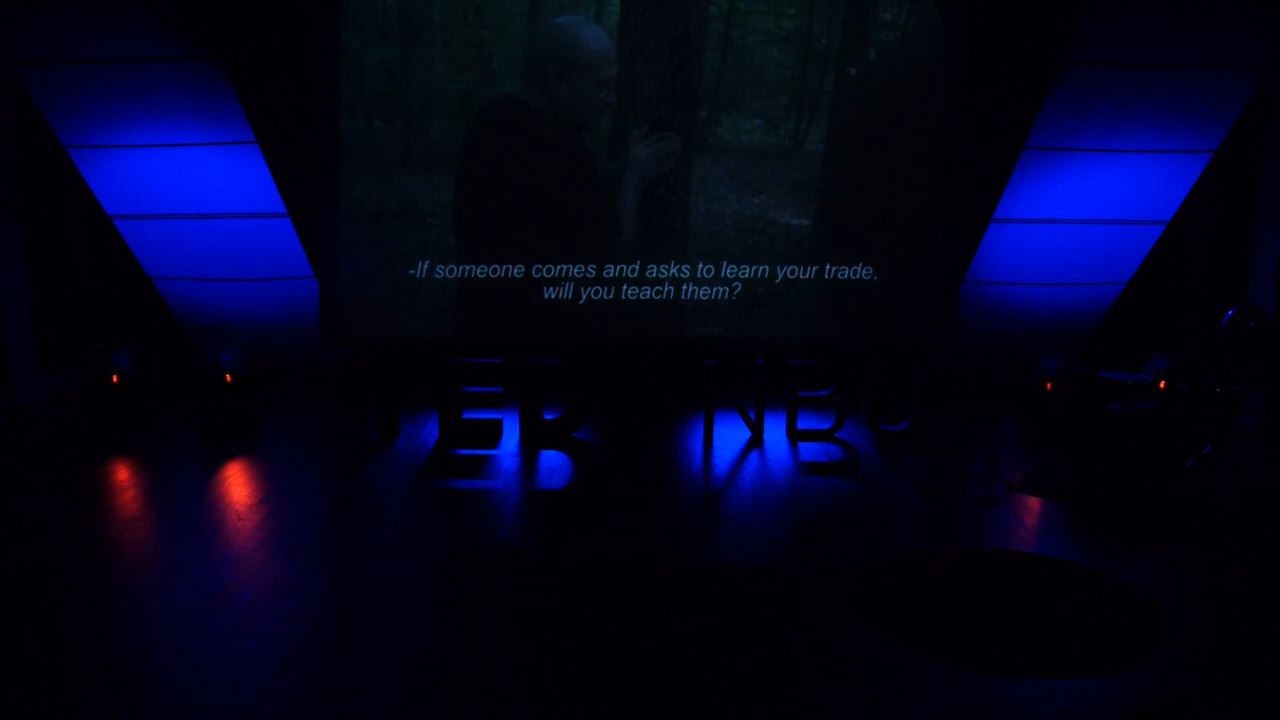 -If someone comes and asks to learn your trade,
will you teach them?